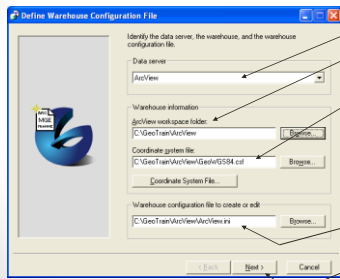 Define Warehouse Configuration File
Identify the data server, the warehouse, and the warehouse
configuration file.
Data server
ArcView
Warehouse information
ArcView workspace folder:
C:\GeoTrain\ArcView
Browse...
Coordinate system file:
C:\GeoTrain\ArcView\GeoWGS84.csf
Browse...
Coordinate System File...
Warehouse configuration file to create or edit
C:\GeoTrain\ArcView\ArcView.ini
Browse...
< Back
Next >
Cancel